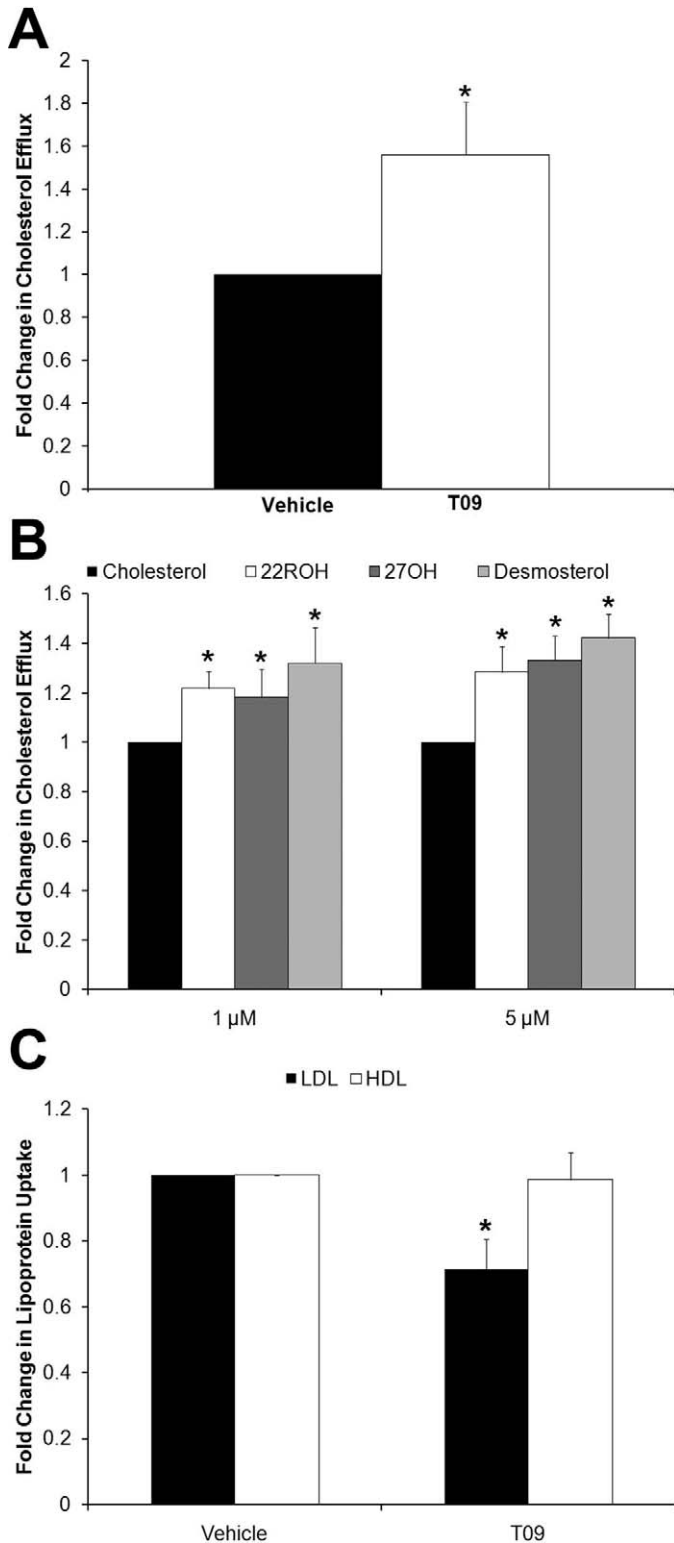 A
Fold Change in Cholesterol Efflux
2
1.8
1.6
1.4
1.2
1
0.8
0.6
0.4
0.2
0
*
Vehicle T09
B
Cholesterol 22ROH 27OH Desmosterol
Fold Change in Cholesterol Efflux
1.6
1.4
1.2
1
0.8
0.6
0.4
0.2
0
* * * * * *
1 µM 5 µM
C
LDL HDL
Fold Change in Lipoprotein Uptake
1.2
1
0.8
0.6
0.4
0.2
0
*
Vehicle T09